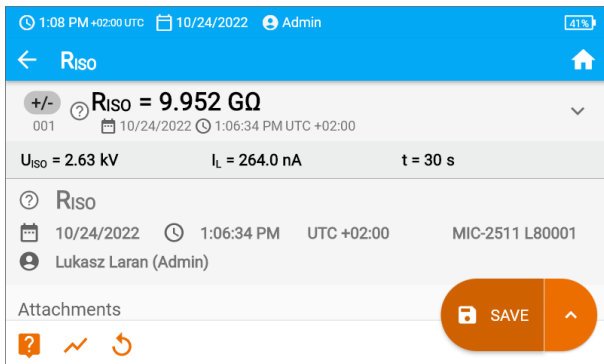 1:08 PM +02:00 UTC 10/24/2022 Admin 41%
RISO
+/- RISO = 9.952 GΩ
001 10/24/2022 1:06:34 PM UTC +02:00
UISO = 2.63 kV IL = 264.0 nA t = 30 s
RISO
10/24/2022 1:06:34 PM UTC +02:00 MIC-2511 L80001
Lukasz Laran (Admin)
Attachments
SAVE